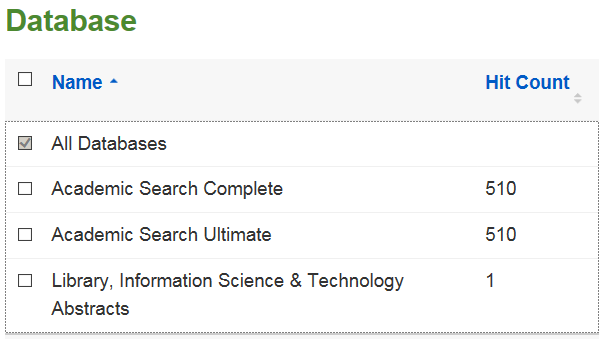 Database
Name Hit Count
All Databases
Academic Search Complete 510
Academic Search Ultimate 510
Library, Information Science & Technology 1
Abstracts